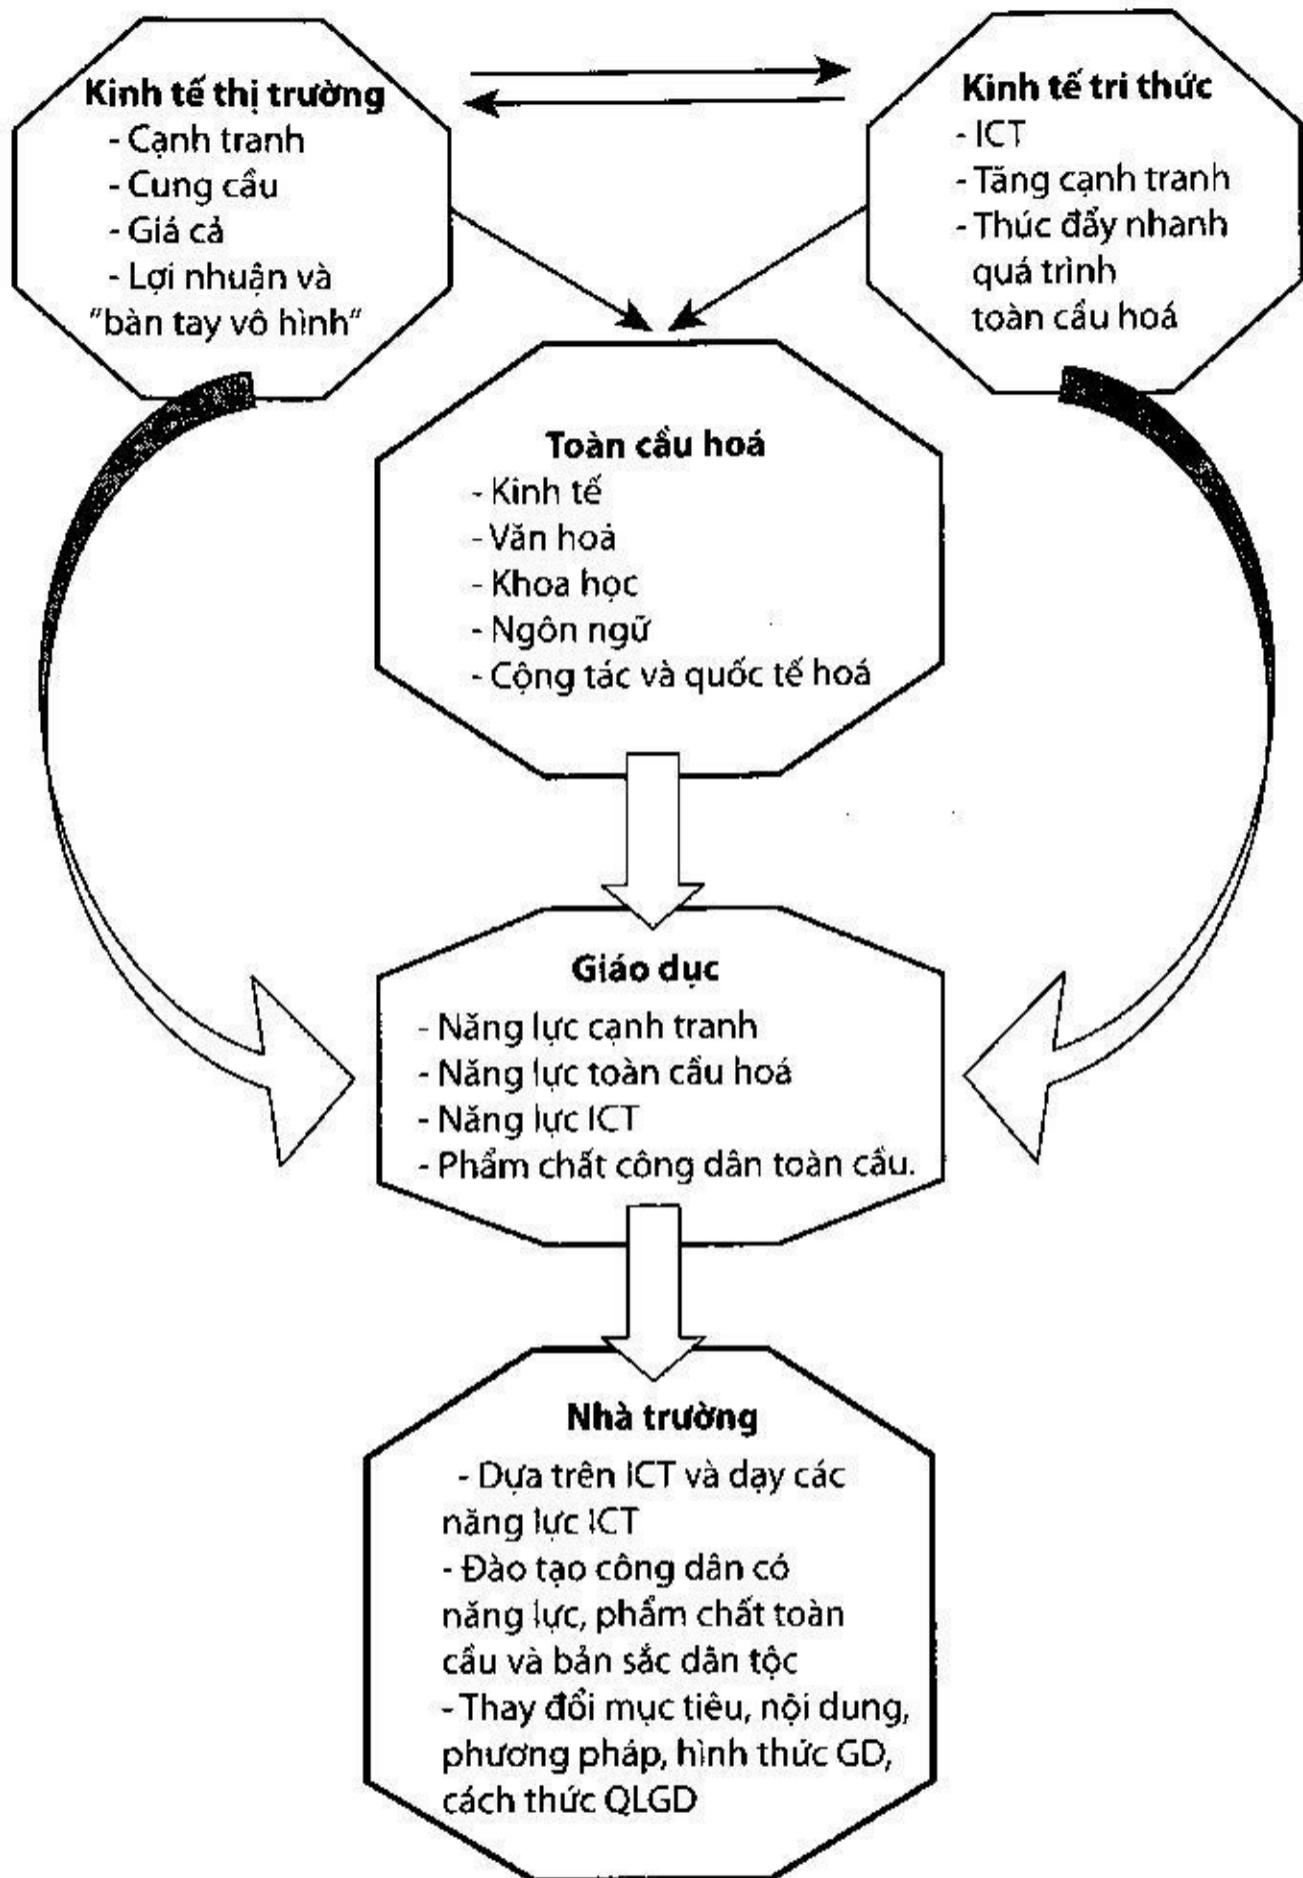 Kinh tế thị trường
- Cạnh tranh
- Cung cầu
- Giá cả
- Lợi nhuận và
"bàn tay vô hình"
Kinh tế tri thức
- ICT
- Tăng cạnh tranh
- Thúc đẩy nhanh
quá trình
toàn cầu hoá
Toàn cầu hoá
- Kinh tế
- Văn hoá
- Khoa học
- Ngôn ngữ
- Cộng tác và quốc tế hoá
Giáo dục
- Năng lực cạnh tranh
- Năng lực toàn cầu hoá
- Năng lực ICT
- Phẩm chất công dân toàn cầu.
Nhà trường
- Dựa trên ICT và dạy các
năng lực ICT
- Đào tạo công dân có
năng lực, phẩm chất toàn
cầu và bản sắc dân tộc
- Thay đổi mục tiêu, nội dung,
phương pháp, hình thức GD,
cách thức QLGD